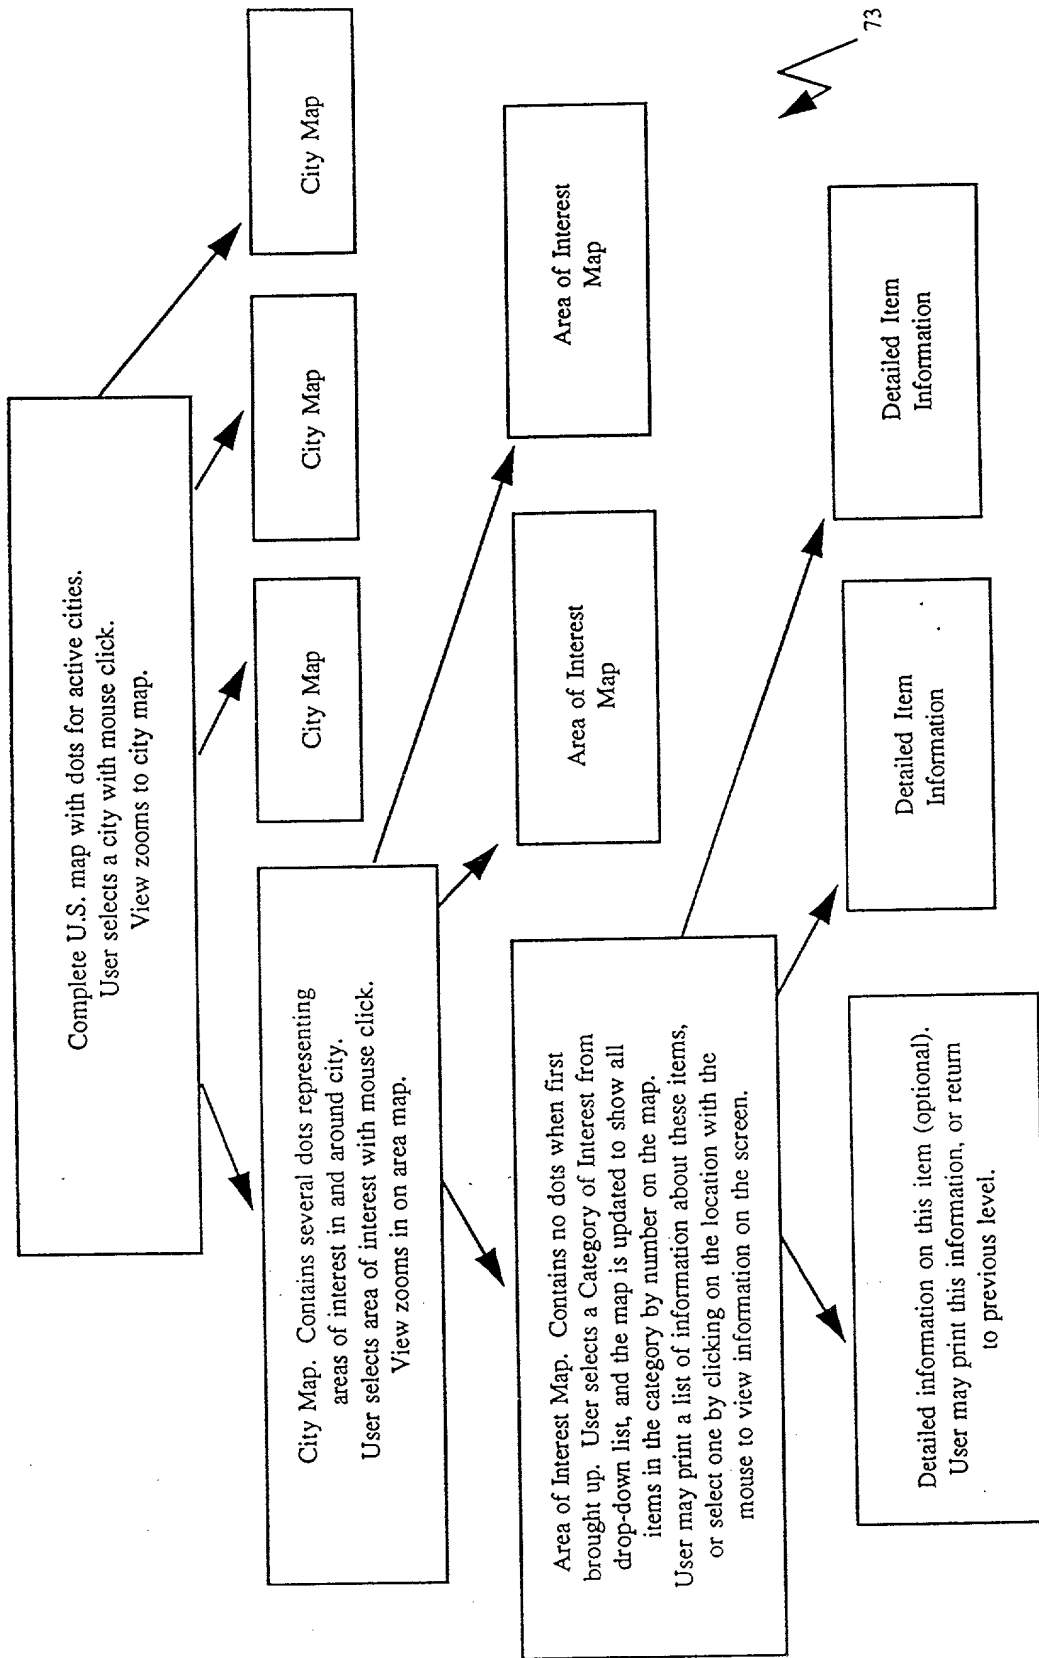 Complete U.S. map with dots for active cities.
User selects a city with mouse click.
View zooms to city map.
City Map. Contains several dots representing
areas of interest in and around city.
User selects area of interest with mouse click.
View zooms in on area map.
City Map
City Map
City Map
Area of Interest Map. Contains no dots when first
brought up. User selects a Category of Interest from
drop-down list, and the map is updated to show all
items in the category by number on the map.
User may print a list of information about these items,
or select one by clicking on the location with the
mouse to view information on the screen.
Area of Interest
Map
Area of Interest
Map
Detailed information on this item (optional).
User may print this information, or return
to previous level.
Detailed Item
Information
Detailed Item
Information
73